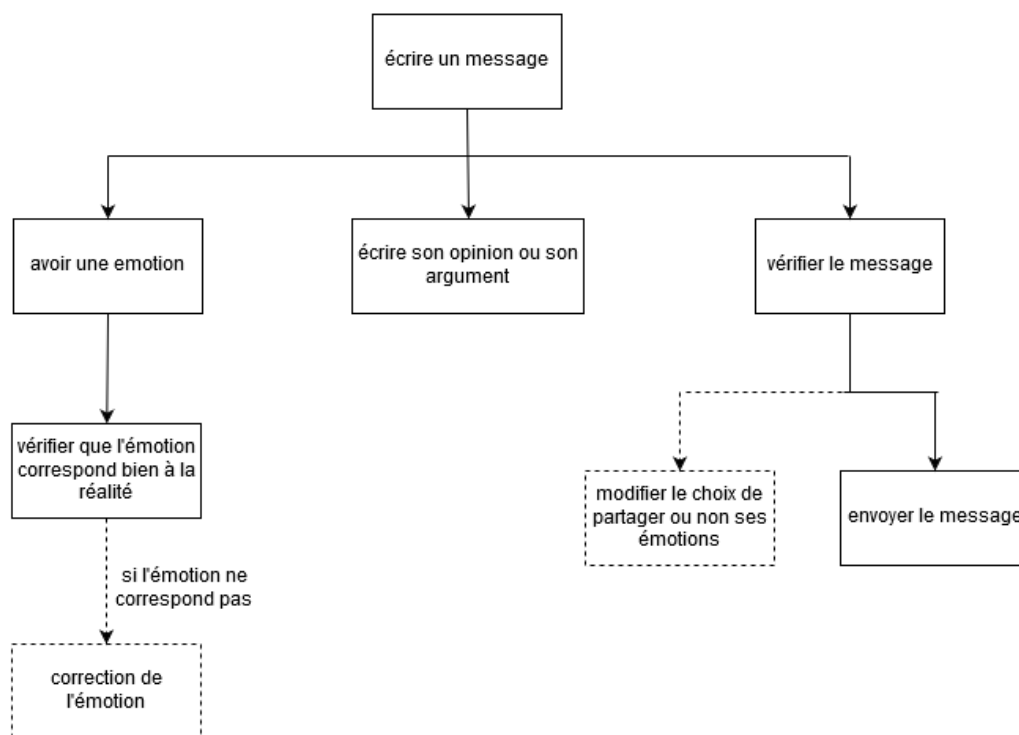 écrire un message
avoir une emotion
écrire son opinion ou son
argument
vérifier le message
vérifier que l'émotion
correspond bien à la
réalité
modifier le choix de
partager ou non ses
émotions
envoyer le message
si l'émotion ne
correspond pas
correction de
l'émotion